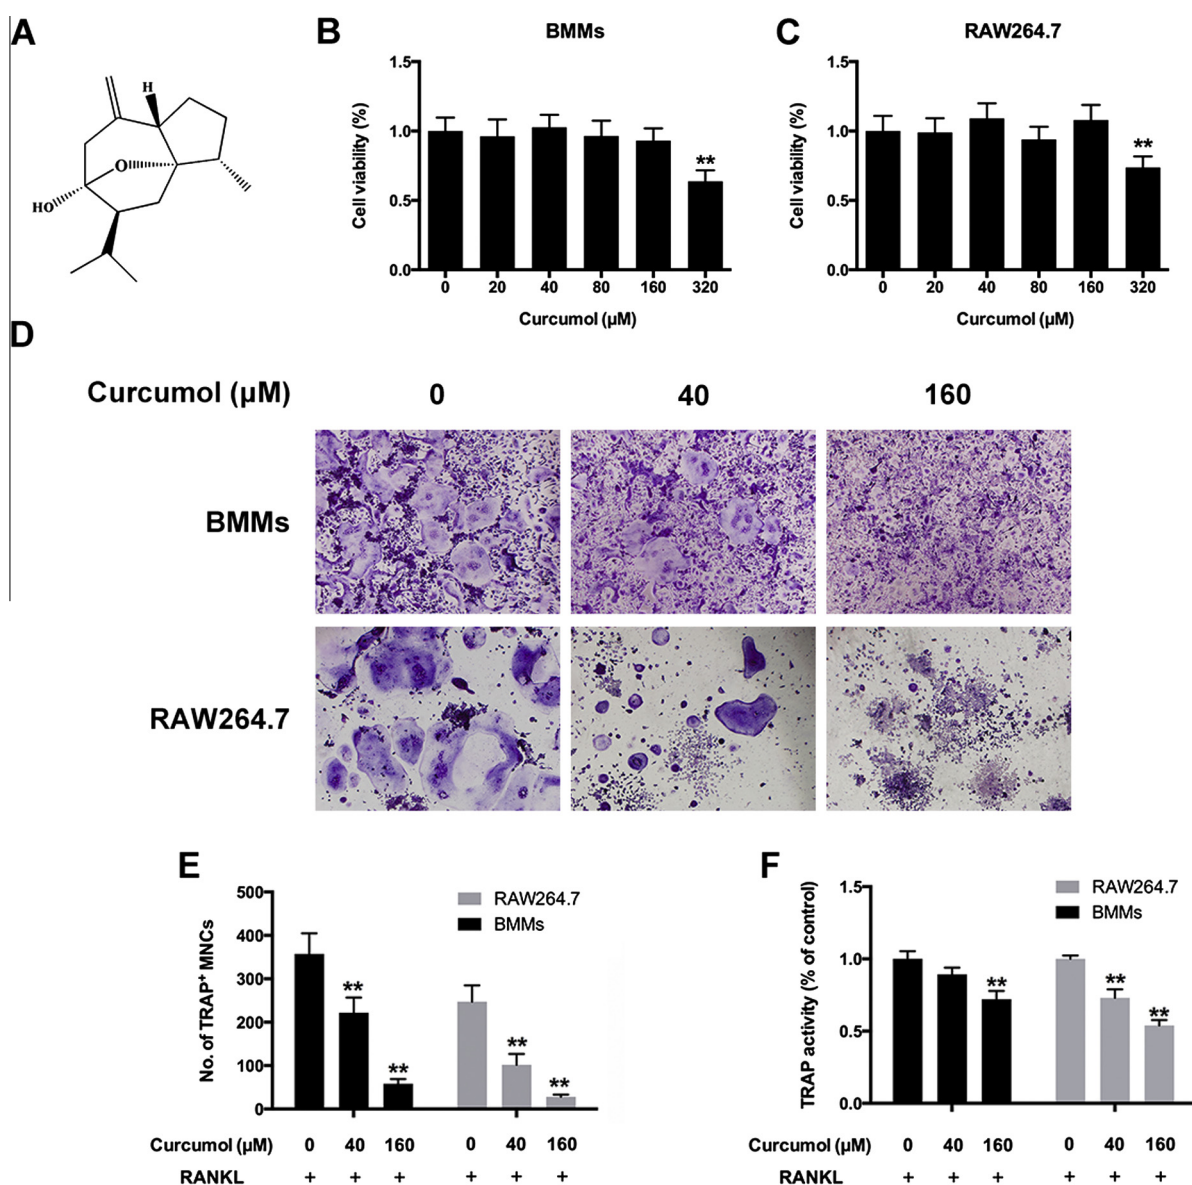 A
H
O
HO
B
BMMs
Cell viability (%)
1.5
1.0
0.5
0.0
0 20 40 80 160 320
**
Curcumol (µM)
C
RAW264.7
Cell viability (%)
1.5
1.0
0.5
0.0
0 20 40 80 160 320
**
Curcumol (µM)
D
Curcumol (µM) 0 40 160
BMMs
RAW264.7
E
No. of TRAP⁺ MNCs
500
400
300
200
100
0
RAW264.7
BMMs
** ** ** **
Curcumol (µM) 0 40 160 0 40 160
RANKL + + + + + +
F
TRAP activity (% of control)
1.5
1.0
0.5
0.0
RAW264.7
BMMs
** ** **
Curcumol (µM) 0 40 160 0 40 160
RANKL + + + + + +